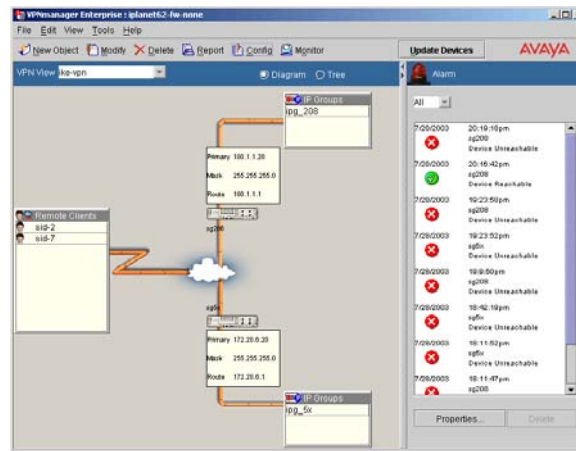 VPNmanager Enterprise : iplanet62-fw-none
File Edit View Tools Help
New Object Modify Delete Report Config Monitor
Update Devices
AVAYA
VPN View ike-vpn
Diagram Tree
Alarm
All
IP Groups
ipg_208
Primary 180.1.1.20
Mask 255.255.255.0
Route 180.1.1.1
sg208
Remote Clients
sid-2
sid-7
sg5x
Primary 172.20.6.20
Mask 255.255.255.0
Route 172.20.6.1
IP Groups
ipg_5x
7/28/2003 20:19:10pm
sg208
Device Unreachable
7/28/2003 20:16:42pm
sg208
Device Reachable
7/28/2003 19:23:58pm
sg208
Device Unreachable
7/28/2003 19:23:52pm
sg5x
Device Unreachable
7/28/2003
sg208
Device Unreachable
7/28/2003 18:42:19pm
sg5x
Device Unreachable
7/28/2003 18:11:52pm
sg5x
Device Unreachable
7/28/2003 18:11:47pm
sg208
Properties...
Delete